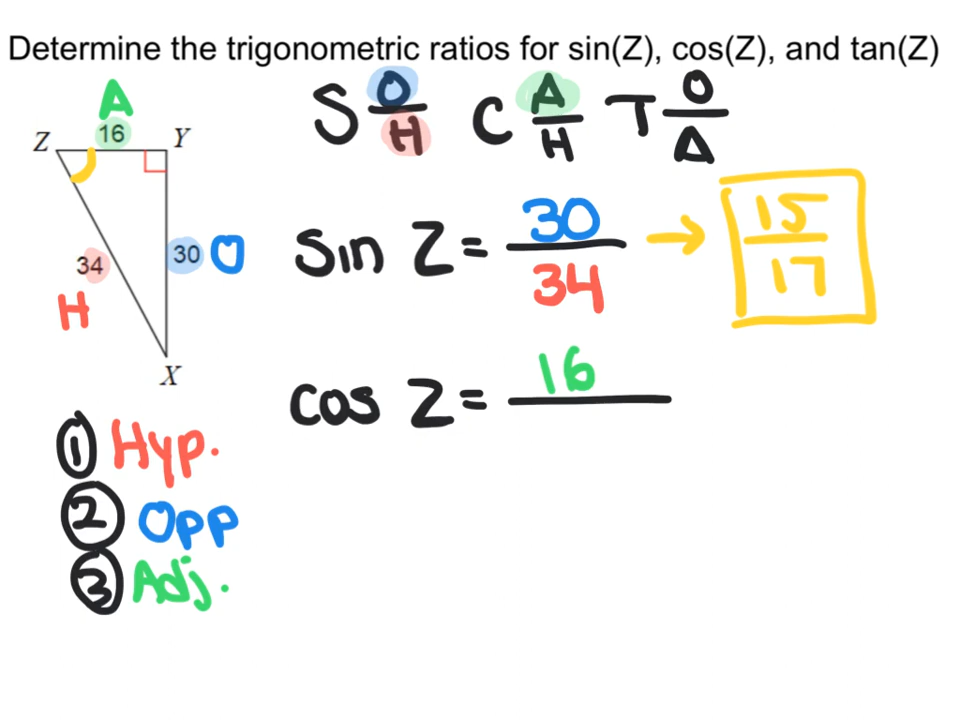 Determine the trigonometric ratios for sin(Z), cos(Z), and tan(Z)
A
S O/H C A/H T O/A
Z 16 Y
30 O
34
H
X
sin Z = 30/34 → 15/17
cos Z = 16
① Hyp.
② Opp
③ Adj.